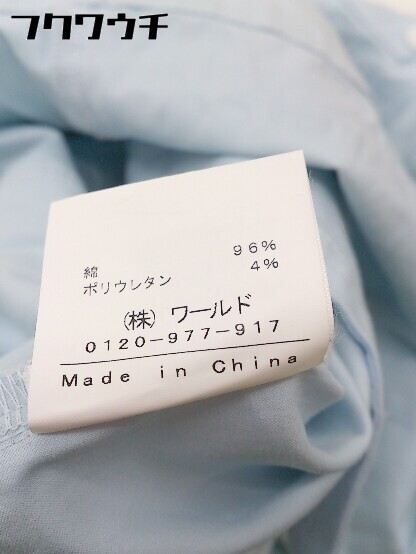 フクワウチ
綿 96%
ポリウレタン 4%
(株) ワールド
0120-977-917
Made in China